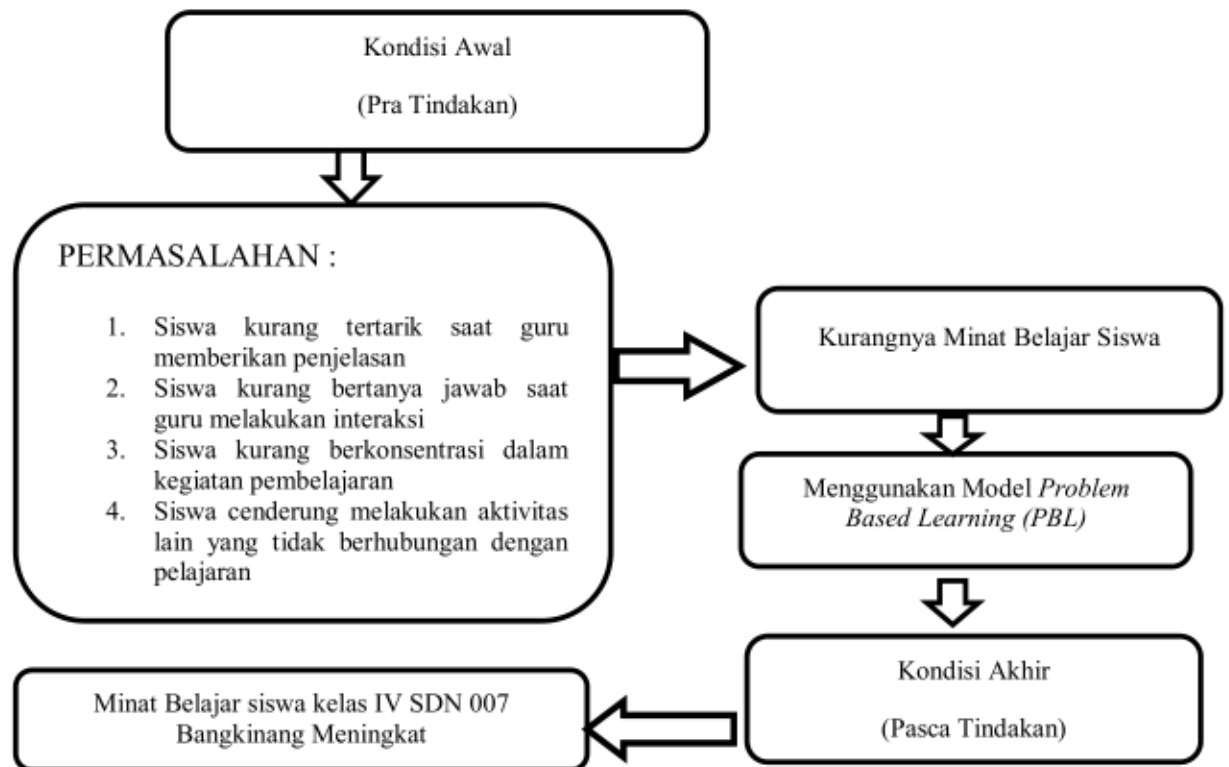 Kondisi Awal
(Pra Tindakan)
PERMASALAHAN :
1. Siswa kurang tertarik saat guru
memberikan penjelasan
2. Siswa kurang bertanya jawab saat
guru melakukan interaksi
3. Siswa kurang berkonsentrasi dalam
kegiatan pembelajaran
4. Siswa cenderung melakukan aktivitas
lain yang tidak berhubungan dengan
pelajaran
Kurangnya Minat Belajar Siswa
Menggunakan Model Problem
Based Learning (PBL)
Kondisi Akhir
(Pasca Tindakan)
Minat Belajar siswa kelas IV SDN 007
Bangkinang Meningkat